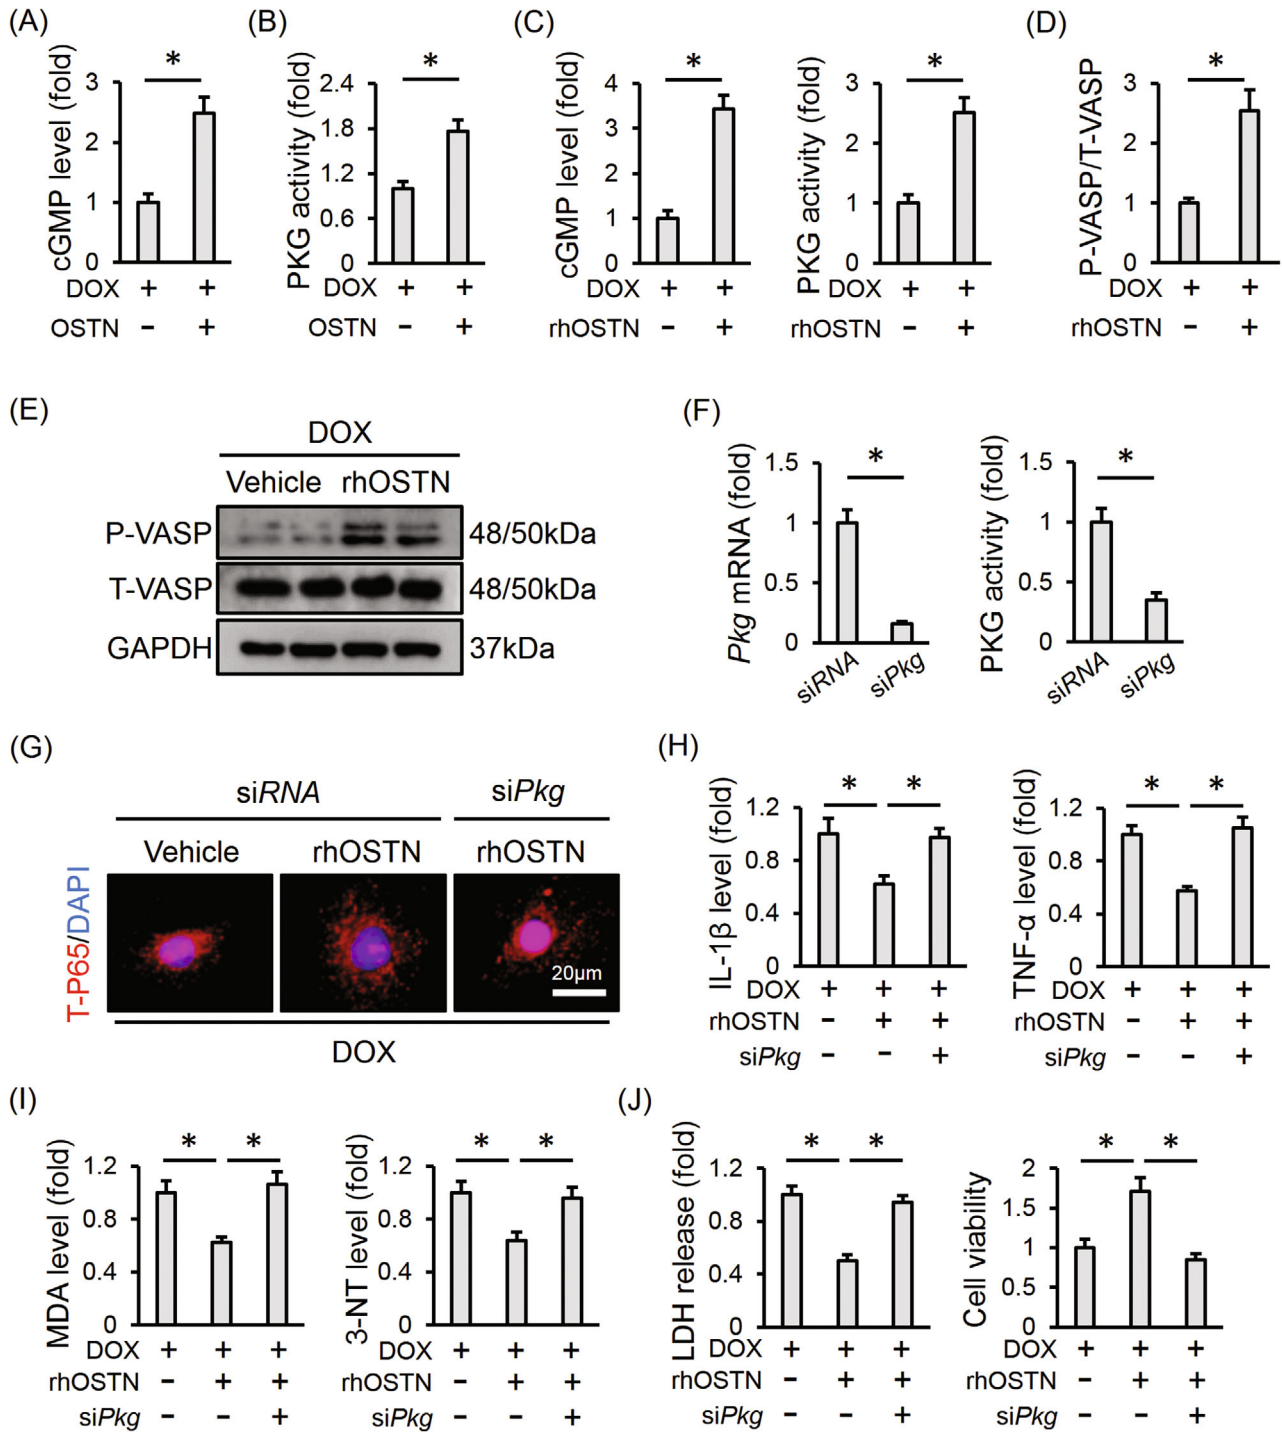 (A)
cGMP level (fold)
*
3
2
1
0
DOX + +
OSTN − +
(B)
PKG activity (fold)
*
2.4
1.8
1.2
0.6
0
DOX + +
OSTN − +
(C)
cGMP level (fold)
*
4
3
2
1
0
DOX + +
rhOSTN − +
PKG activity (fold)
*
3
2
1
0
DOX + +
rhOSTN − +
(D)
P-VASP/T-VASP
*
3
2
1
0
DOX + +
rhOSTN − +
(E)
DOX
Vehicle rhOSTN
P-VASP 48/50kDa
T-VASP 48/50kDa
GAPDH 37kDa
(F)
Pkg mRNA (fold)
*
1.5
1
0.5
0
siRNA siPkg
PKG activity (fold)
*
1.5
1
0.5
0
siRNA siPkg
(G)
siRNA siPkg
Vehicle rhOSTN rhOSTN
T-P65/DAPI
20μm
DOX
(H)
IL-1β level (fold)
* *
1.2
0.8
0.4
0
DOX + + +
rhOSTN − + +
siPkg − − +
TNF-α level (fold)
* *
1.2
0.8
0.4
0
DOX + + +
rhOSTN − + +
siPkg − − +
(I)
MDA level (fold)
* *
1.2
0.8
0.4
0
DOX + + +
rhOSTN − + +
siPkg − − +
3-NT level (fold)
* *
1.2
0.8
0.4
0
DOX + + +
rhOSTN − + +
siPkg − − +
(J)
LDH release (fold)
* *
1.2
0.8
0.4
0
DOX + + +
rhOSTN − + +
siPkg − − +
Cell viability
* *
2
1.5
1
0.5
0
DOX + + +
rhOSTN − + +
siPkg − − +